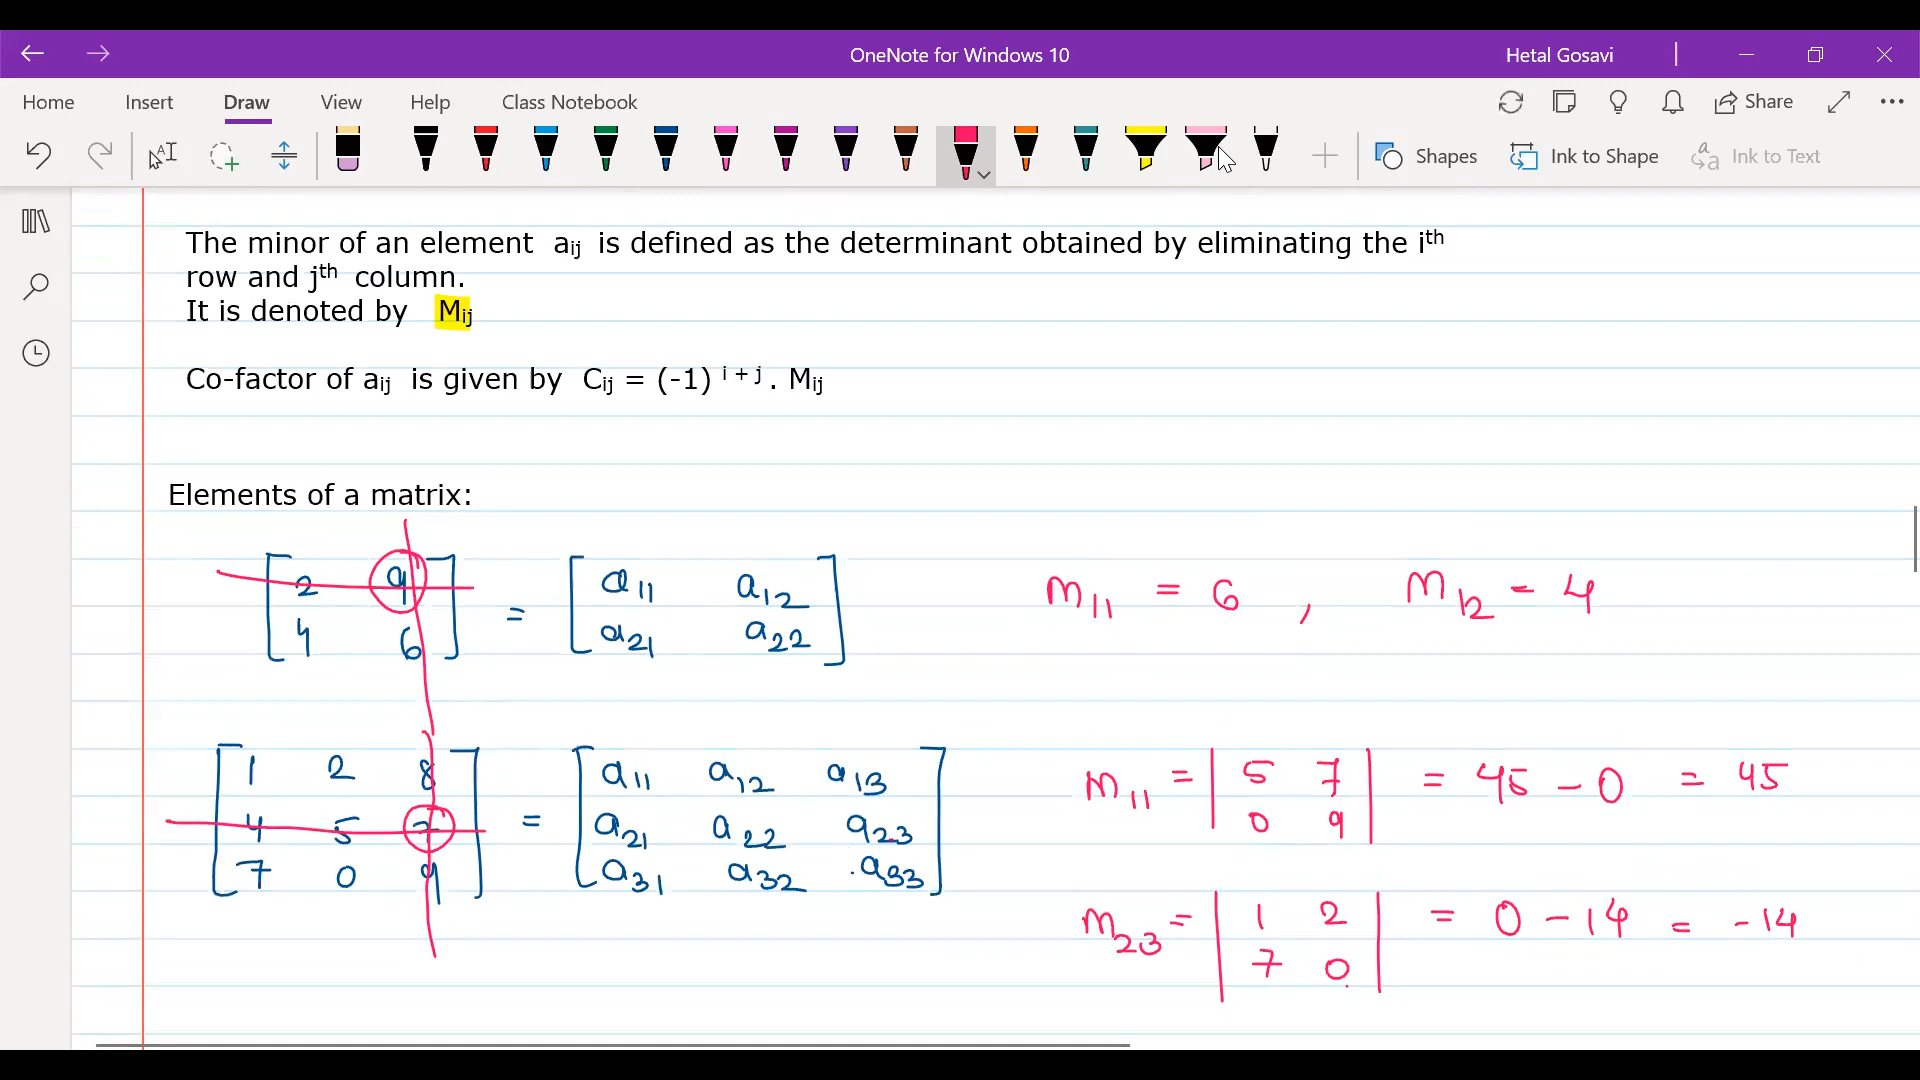 OneNote for Windows 10
Hetal Gosavi
Home Insert Draw View Help Class Notebook
Share
Shapes Ink to Shape Ink to Text
The minor of an element aij is defined as the determinant obtained by eliminating the ith
row and jth column.
It is denoted by Mij
Co-factor of aij is given by Cij = (-1) i + j . Mij
Elements of a matrix:
[2 9
4 6] = [a11 a12
a21 a22]
M11 = 6 , M12 = 4
[1 2 8
4 5 7
7 0 9] = [a11 a12 a13
a21 a22 a23
a31 a32 a33]
M11 = |5 7
0 9| = 45 - 0 = 45
M23 = |1 2
7 0| = 0 - 14 = -14